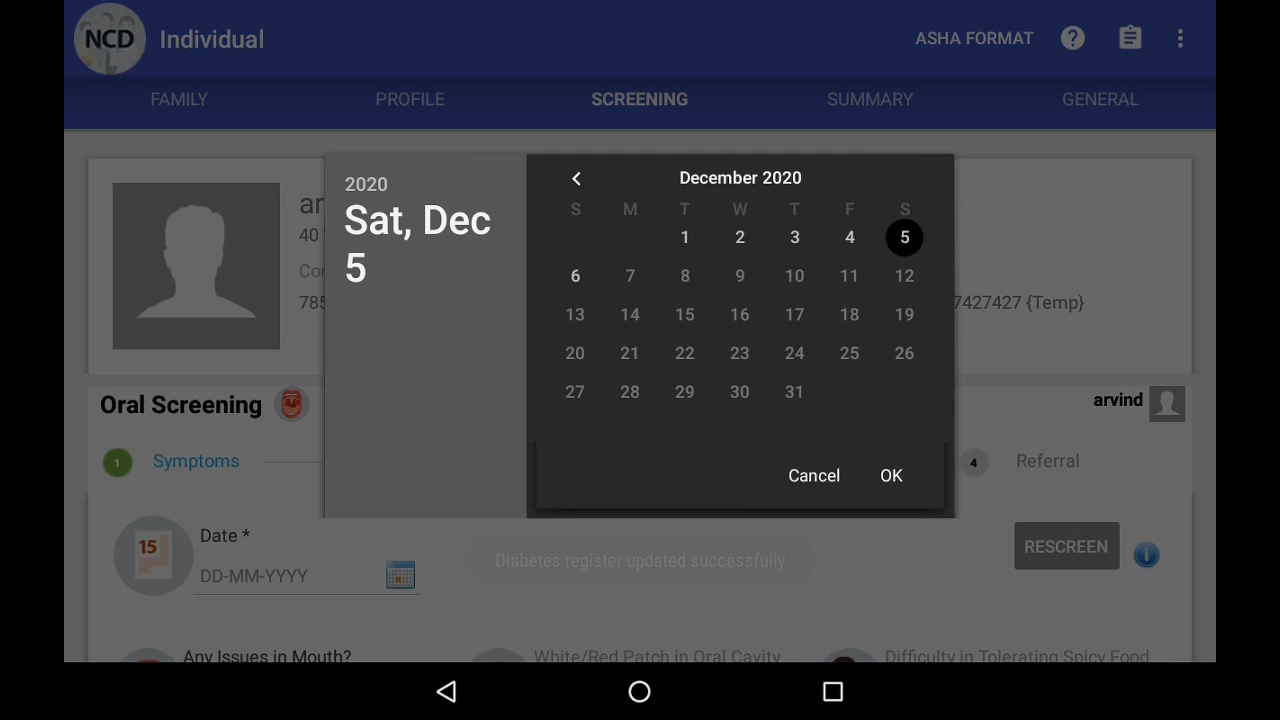 NCD Individual ASHA FORMAT
FAMILY PROFILE SCREENING SUMMARY GENERAL
2020
Sat, Dec
5
December 2020
S M T W T F S
1 2 3 4 5
6 7 8 9 10 11 12
13 14 15 16 17 18 19
20 21 22 23 24 25 26
27 28 29 30 31
Cancel OK
ar
40
Cor
785
7427427 {Temp}
Oral Screening arvind
1 Symptoms 4 Referral
15 Date *
DD-MM-YYYY
Diabetes register updated successfully
RESCREEN
Any Issues in Mouth? White/Red Patch in Oral Cavity Difficulty in Tolerating Spicy Food